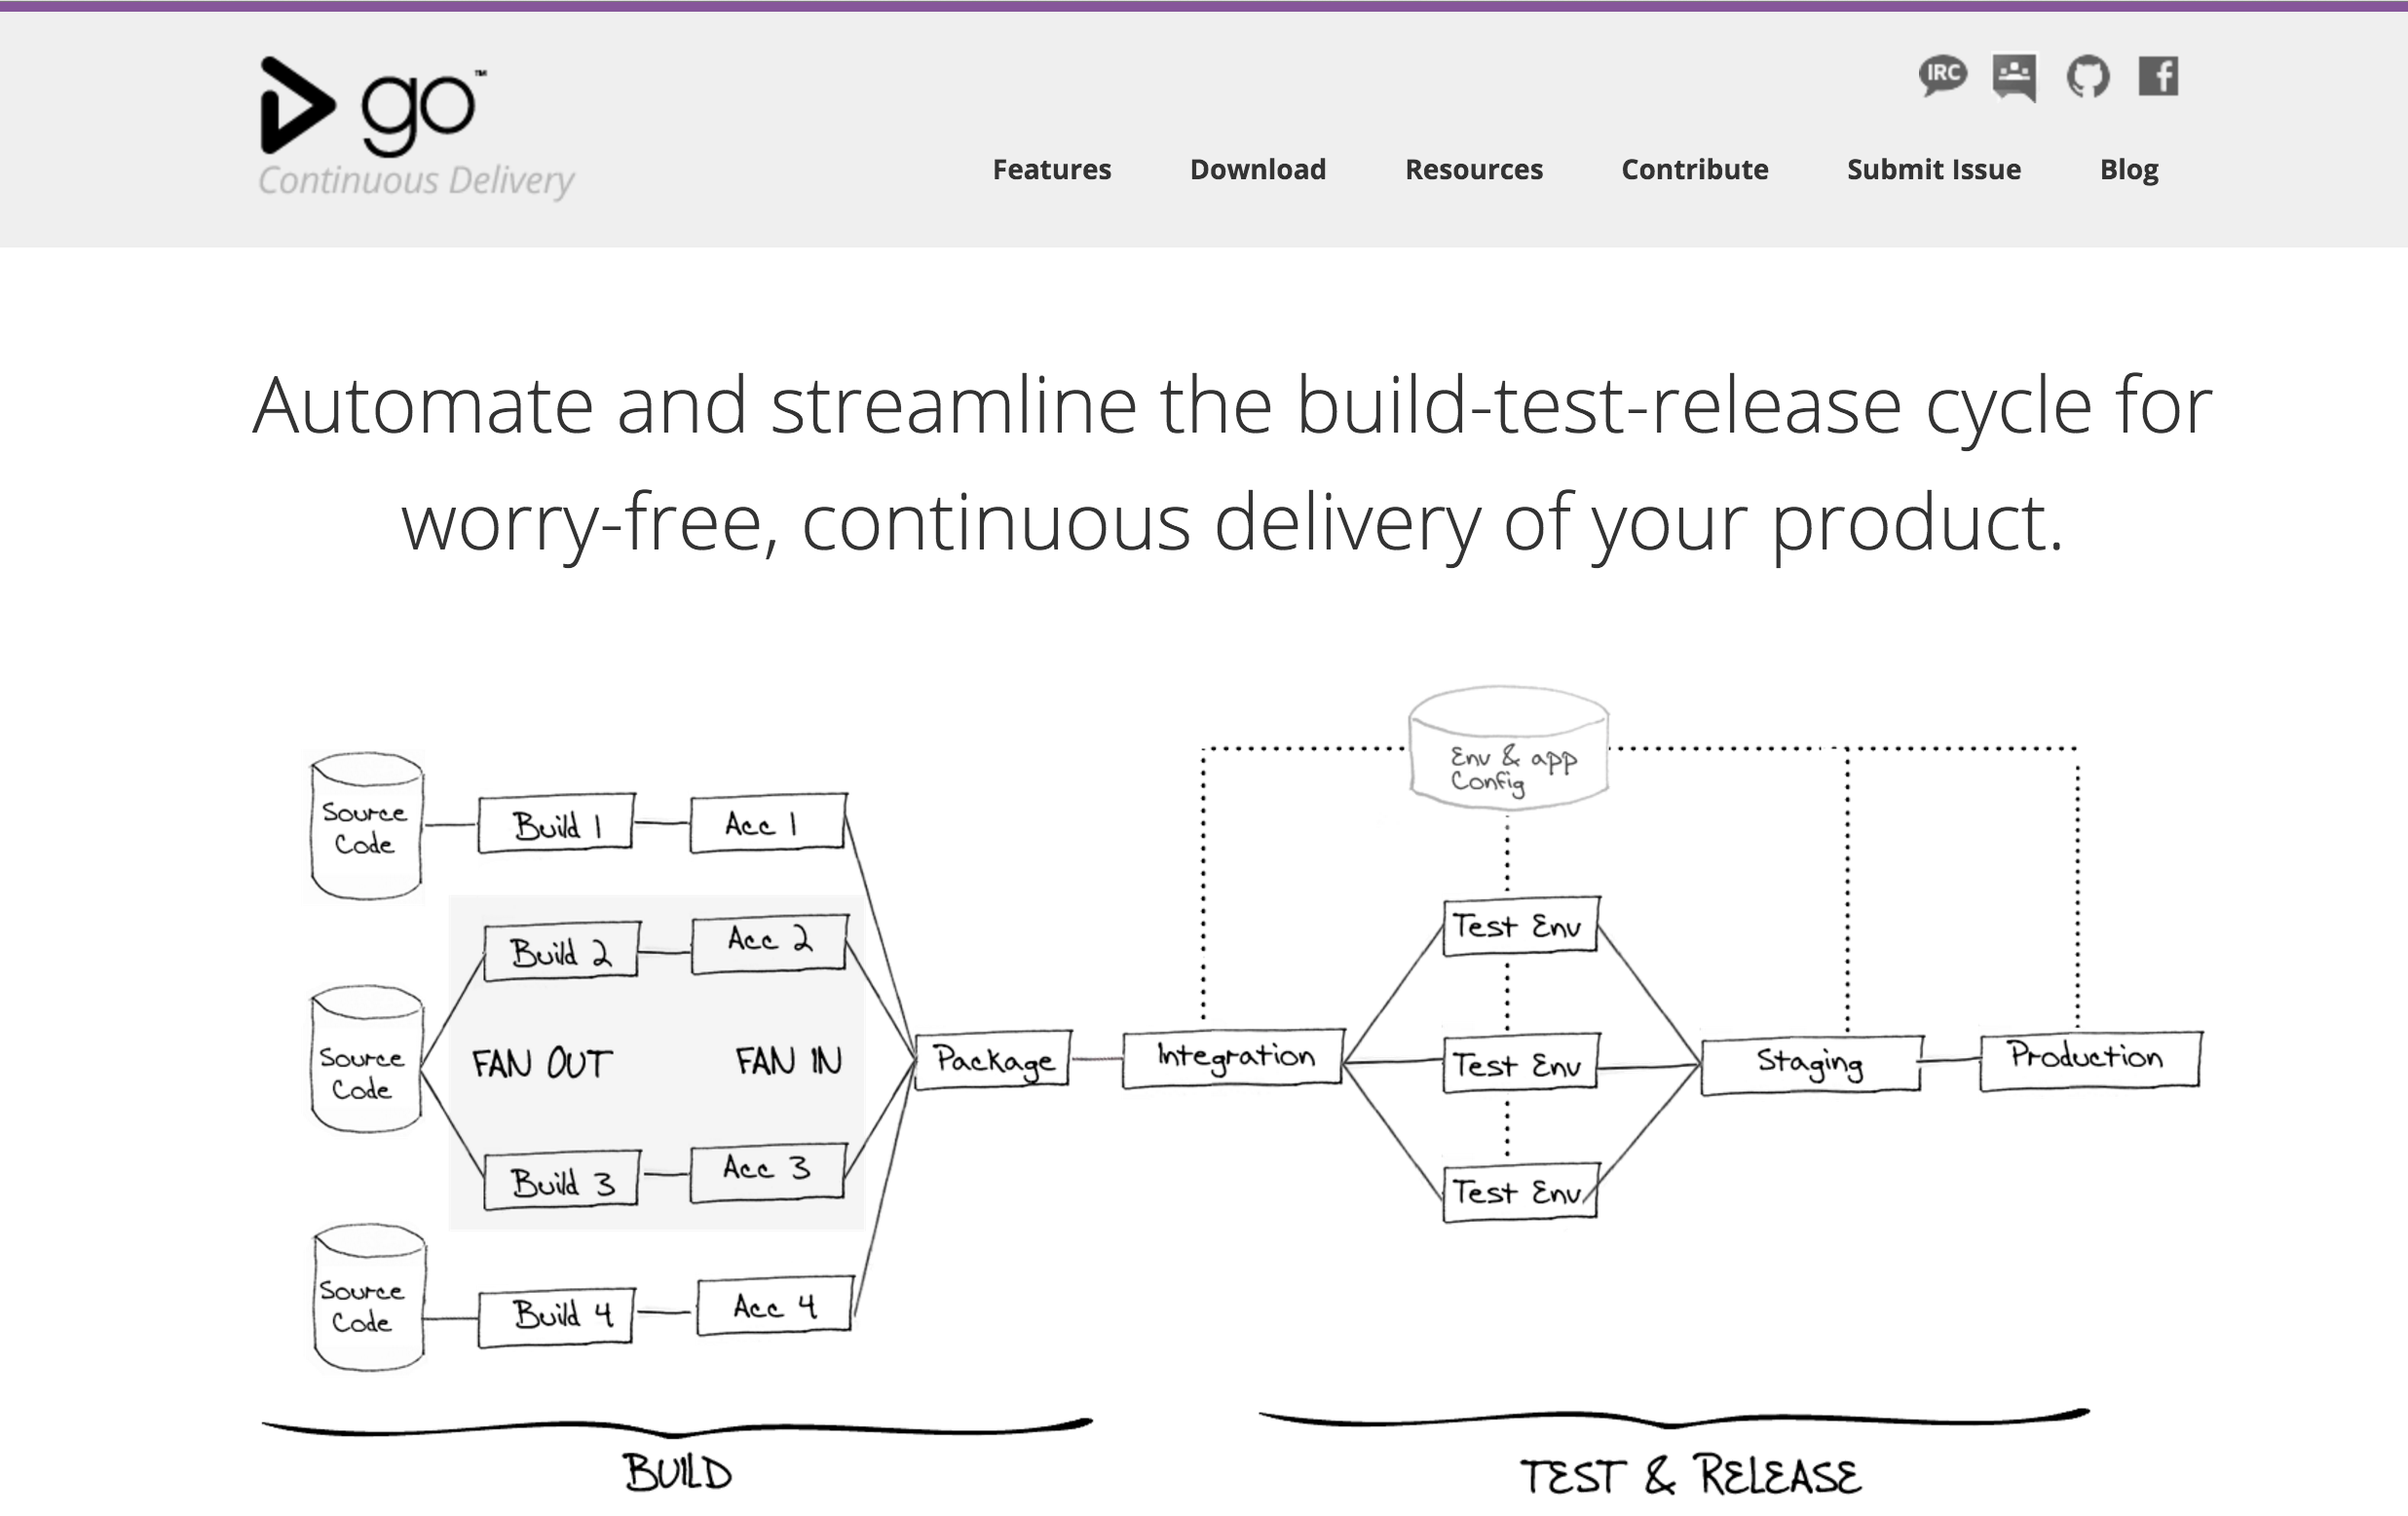 go™
Continuous Delivery
IRC
Features Download Resources Contribute Submit Issue Blog
Automate and streamline the build-test-release cycle for
worry-free, continuous delivery of your product.
Env & app
Config
Source
Code
Build 1
Acc 1
Build 2
Acc 2
Source
Code
FAN OUT
FAN IN
Build 3
Acc 3
Source
Code
Build 4
Acc 4
Package
Integration
Test Env
Test Env
Test Env
Staging
Production
BUILD
TEST & RELEASE